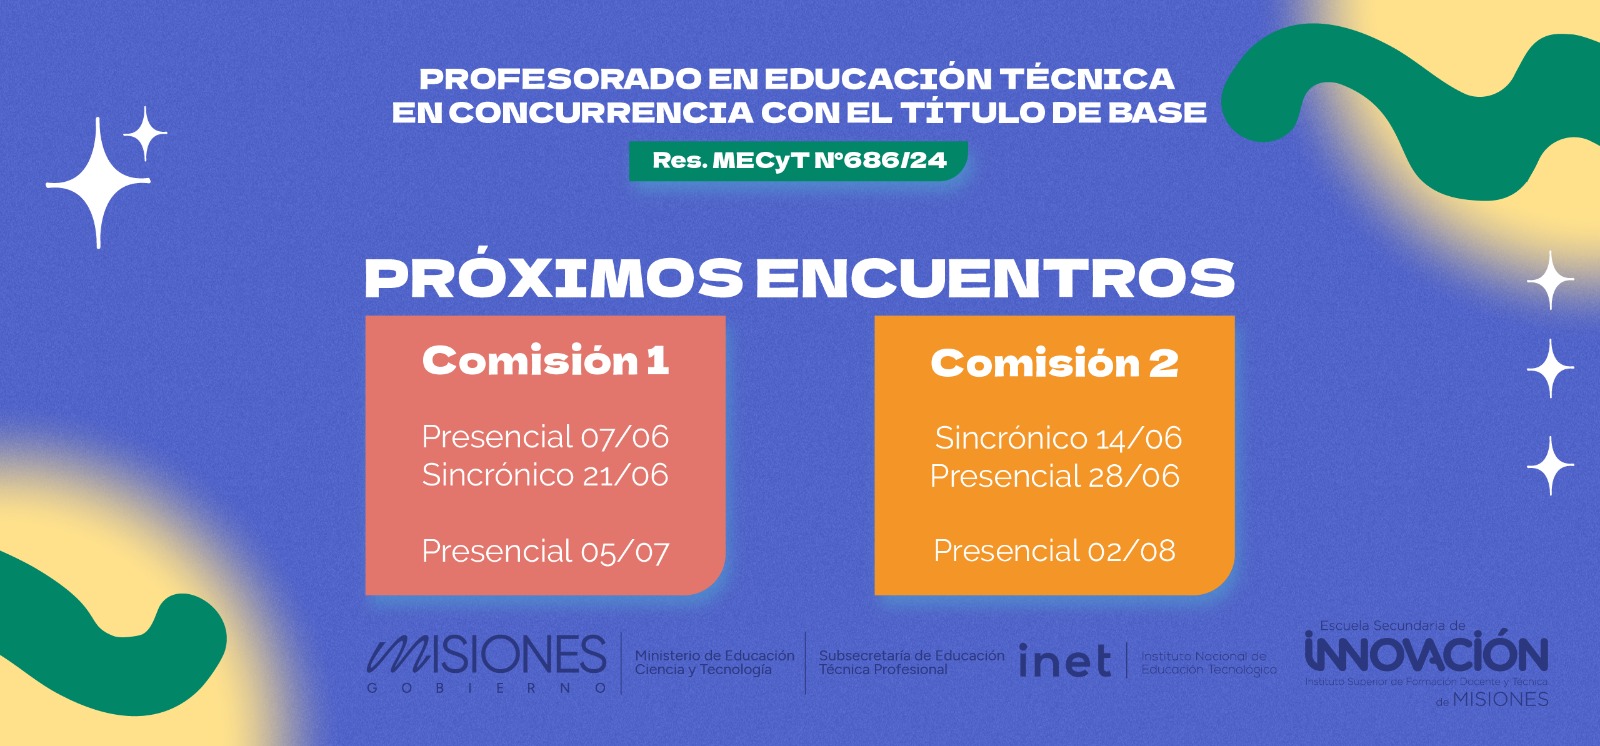 PROFESORADO EN EDUCACIÓN TÉCNICA
EN CONCURRENCIA CON EL TÍTULO DE BASE
Res. MECyT N°686/24
PRÓXIMOS ENCUENTROS
Comisión 1
Presencial 07/06
Sincrónico 21/06
Presencial 05/07
Comisión 2
Sincrónico 14/06
Presencial 28/06
Presencial 02/08
MISIONES
GOBIERNO
Ministerio de Educación
Ciencia y Tecnología
Subsecretaría de Educación
Técnica Profesional
inet
Instituto Nacional de
Educación Tecnológica
Escuela Secundaria de
INNOVACIÓN
Instituto Superior de Formación Docente y Técnica
de MISIONES